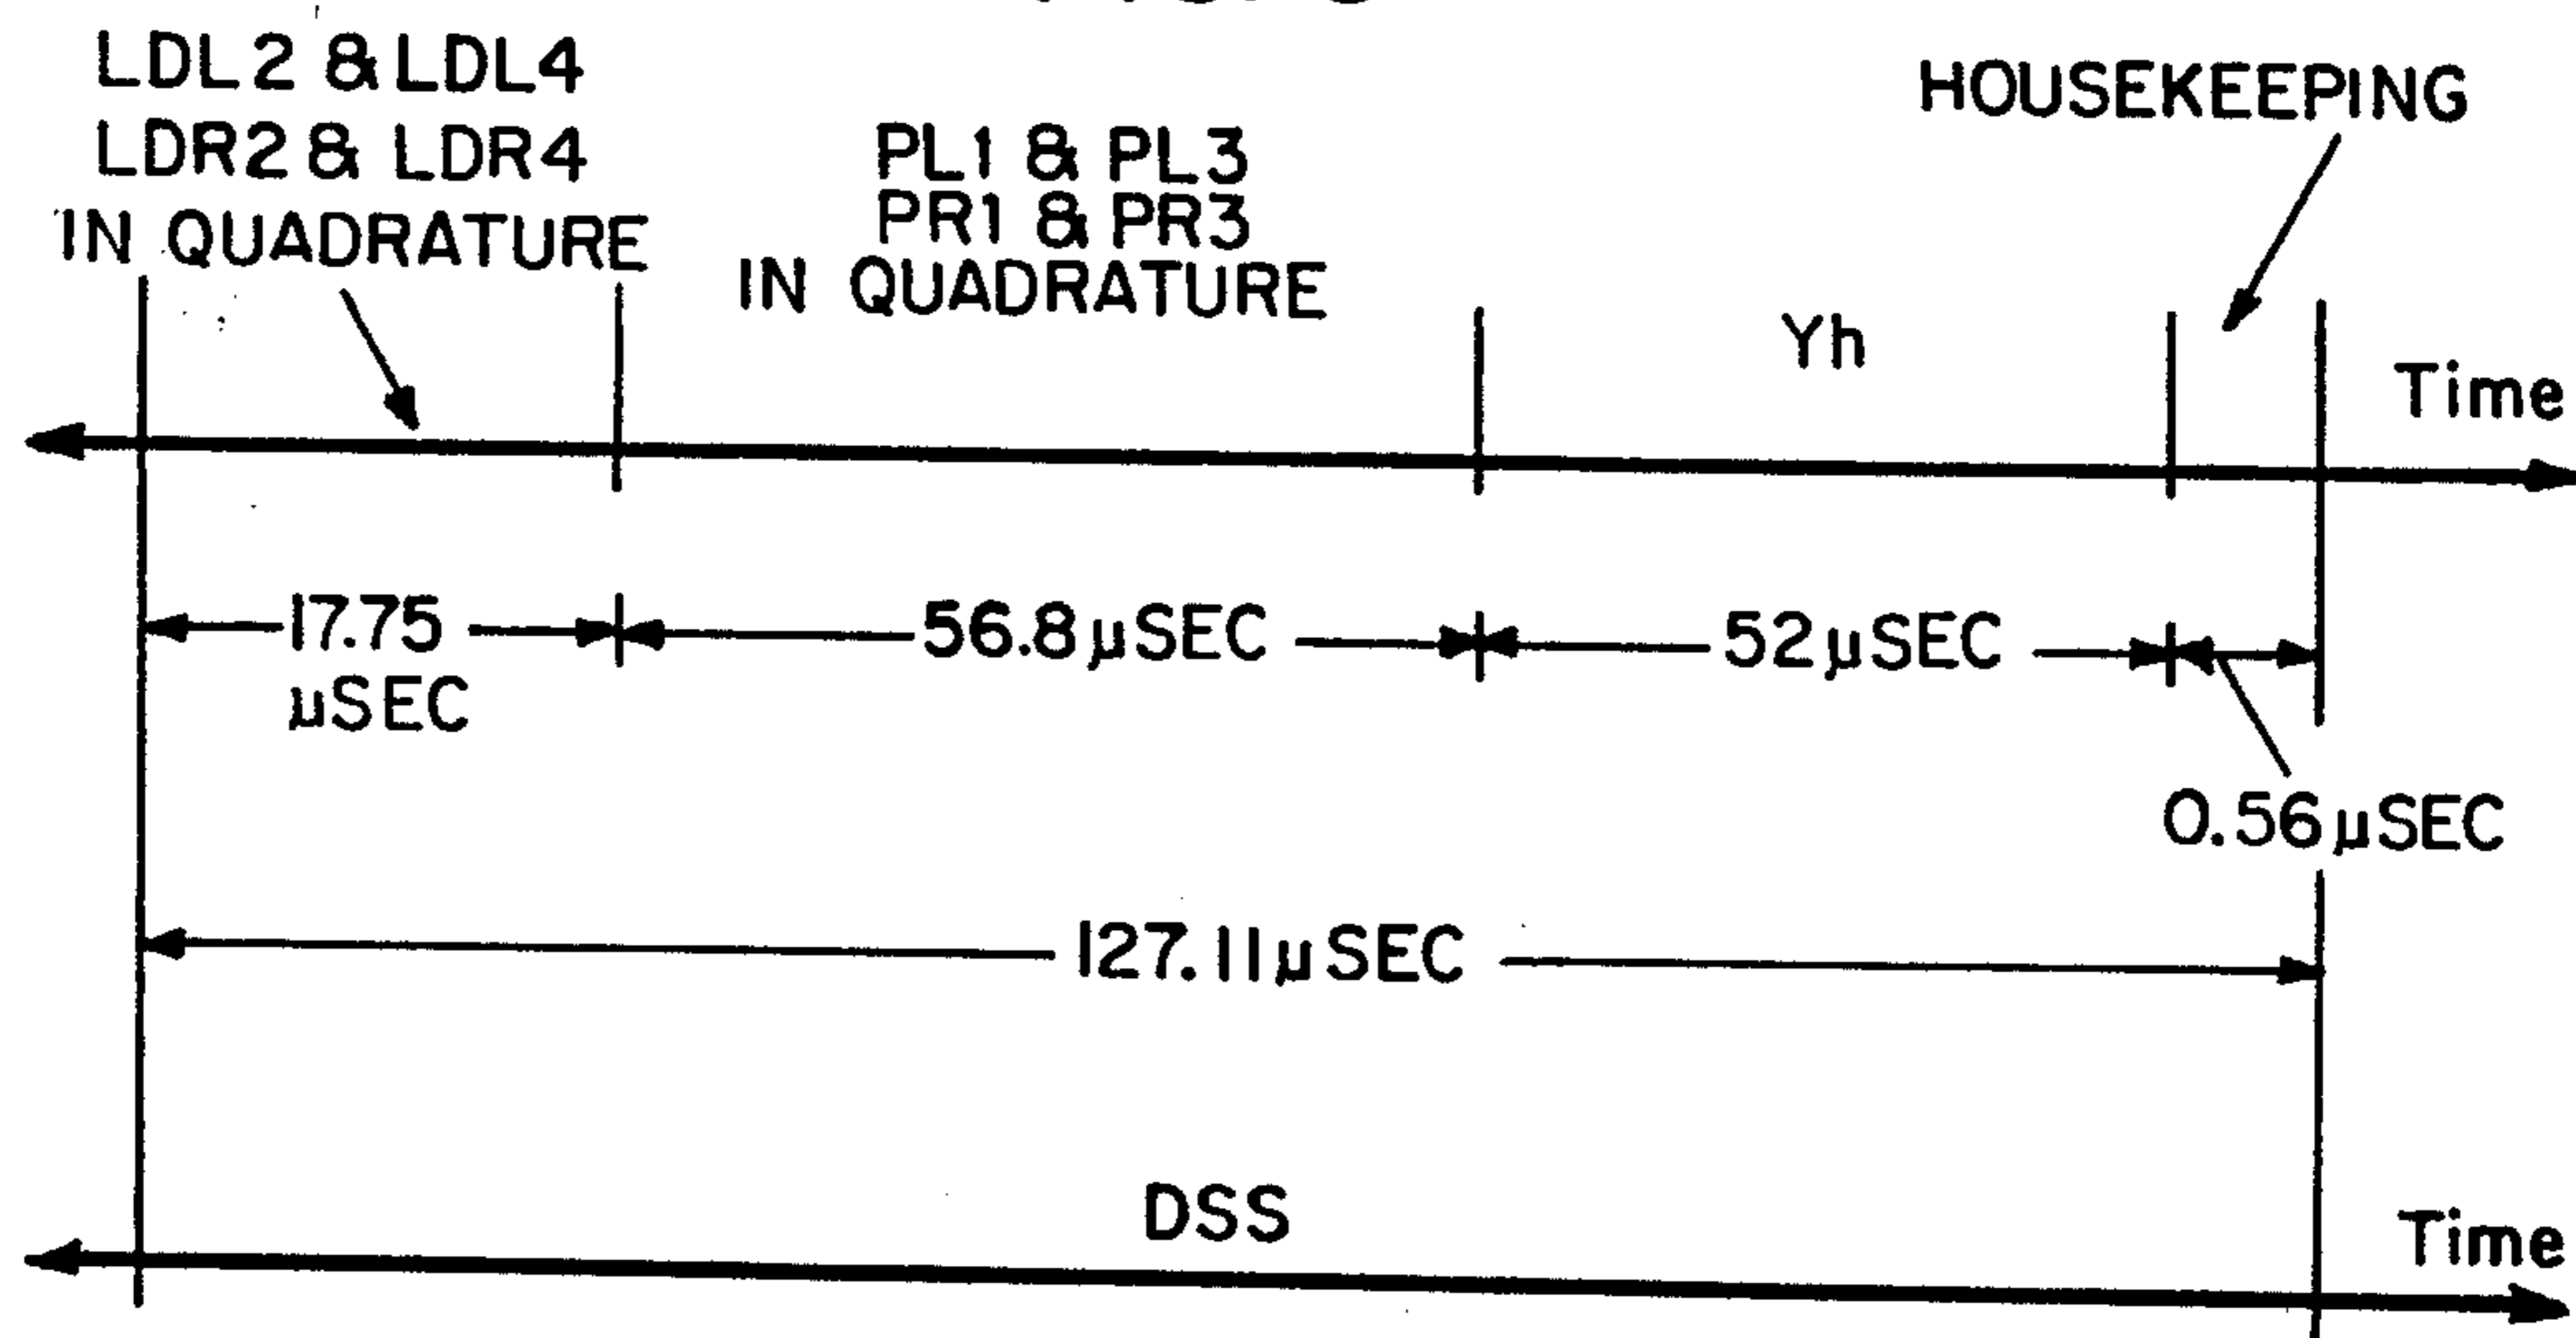 LDL2 & LDL4
LDR2 & LDR4
IN QUADRATURE
PL1 & PL3
PR1 & PR3
IN QUADRATURE
Yh
HOUSEKEEPING
Time
17.75
µSEC
56.8µSEC
52µSEC
0.56µSEC
127.11µSEC
DSS
Time